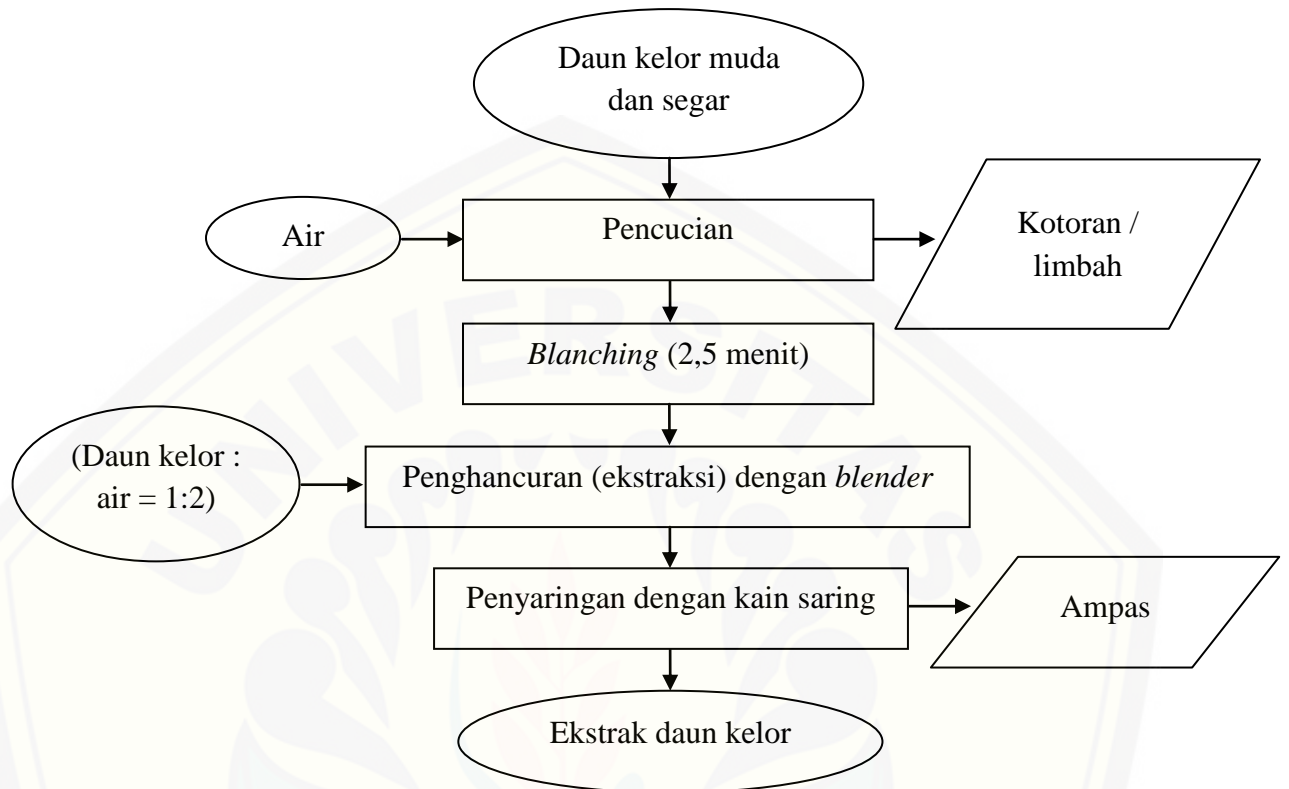 Daun kelor muda
dan segar
Air
Pencucian
Kotoran /
limbah
Blanching (2,5 menit)
(Daun kelor :
air = 1:2)
Penghancuran (ekstraksi) dengan blender
Penyaringan dengan kain saring
Ampas
Ekstrak daun kelor
UNIVERSITAS